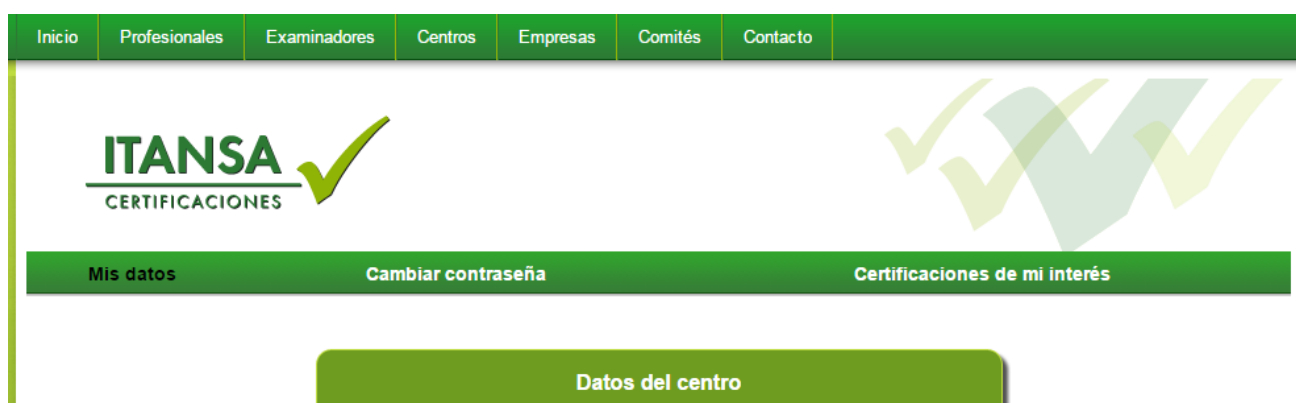 Inicio Profesionales Examinadores Centros Empresas Comités Contacto
ITANSA
CERTIFICACIONES
Mis datos Cambiar contraseña Certificaciones de mi interés
Datos del centro